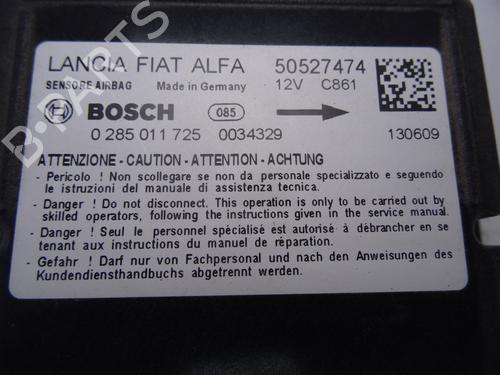 LANCIA FIAT ALFA 50527474
SENSORE AIRBAG Made in Germany 12V C861
BOSCH 085
0 285 011 725 0034329 130609
ATTENZIONE - CAUTION - ATTENTION - ACHTUNG
- Pericolo ! Non scollegare se non da personale specializzato e seguendo
le istruzioni del manuale di assistenza tecnica.
- Danger ! Do not disconnect. This operation is only to be carried out by
skilled operators, following the instructions given in the service manual.
- Danger ! Seul le personnel spécialisé est autorisé à débrancher en se
tenant aux instructions du manuel de réparation.
- Gefahr ! Darf nur von Fachpersonal und nach den Anweisungen des
Kundendiensthandbuchs abgetrennt werden.
B-PARTS